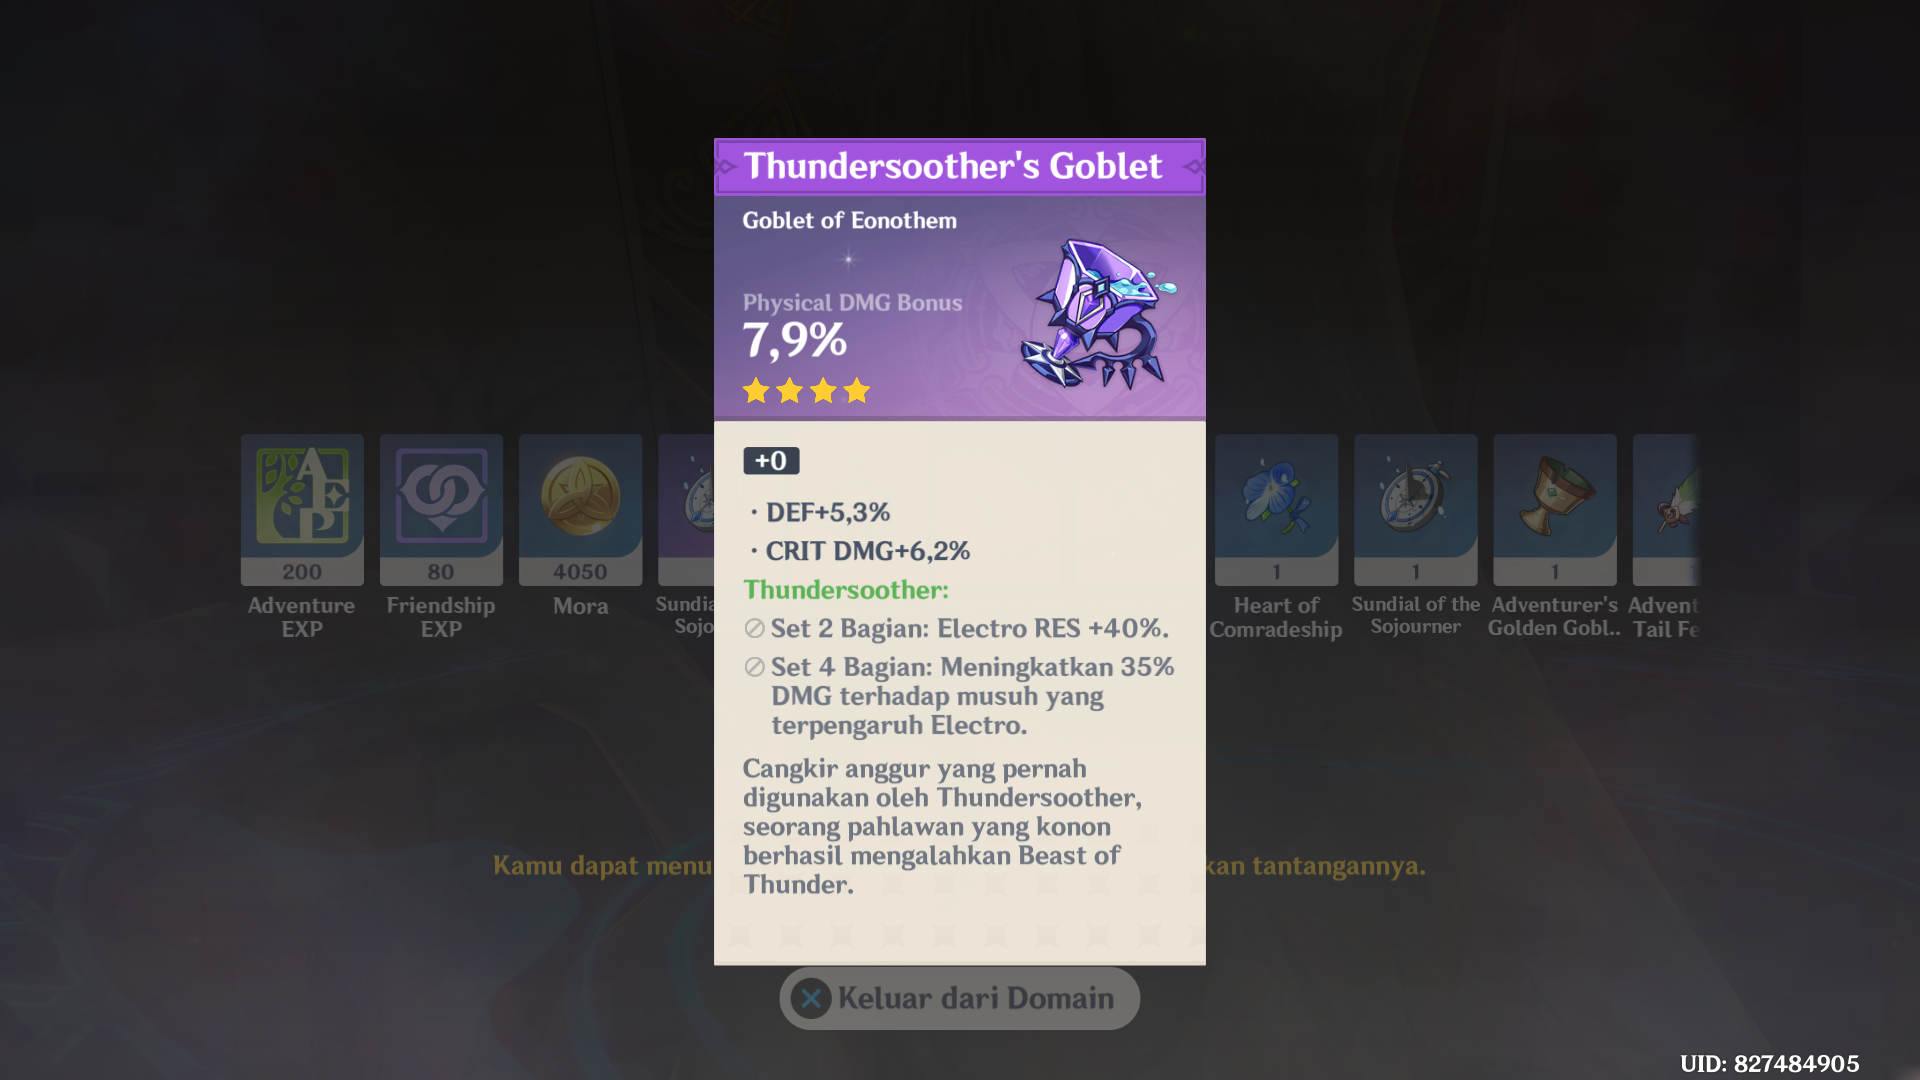 Thundersoother's Goblet
Goblet of Eonothem
Physical DMG Bonus
7,9%
+0
· DEF+5,3%
· CRIT DMG+6,2%
Thundersoother:
Set 2 Bagian: Electro RES +40%.
Set 4 Bagian: Meningkatkan 35%
DMG terhadap musuh yang
terpengaruh Electro.
Cangkir anggur yang pernah
digunakan oleh Thundersoother,
seorang pahlawan yang konon
berhasil mengalahkan Beast of
Thunder.
200
Adventure
EXP
80
Friendship
EXP
4050
Mora
1
Heart of
Comradeship
1
Sundial of the
Sojourner
1
Adventurer's
Golden Gobl..
Tail
Kamu dapat
tantangannya.
Keluar dari Domain
UID: 827484905